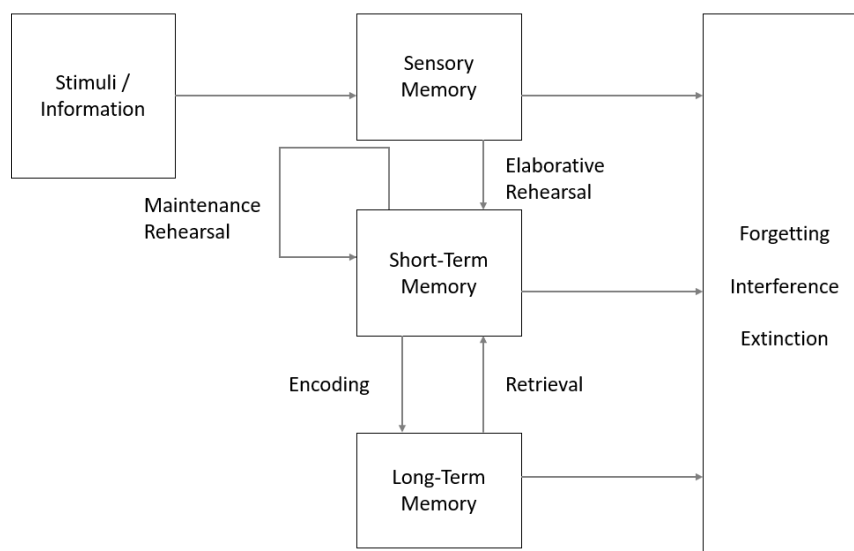 Stimuli /
Information
Sensory
Memory
Elaborative
Rehearsal
Maintenance
Rehearsal
Short-Term
Memory
Encoding
Retrieval
Long-Term
Memory
Forgetting
Interference
Extinction